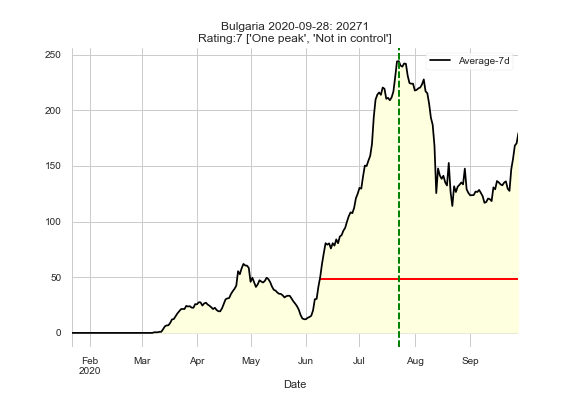 Bulgaria 2020-09-28: 20271
Rating:7 ['One peak', 'Not in control']
Average-7d
250
200
150
100
50
0
Feb
2020
Mar
Apr
May
Jun
Jul
Aug
Sep
Date